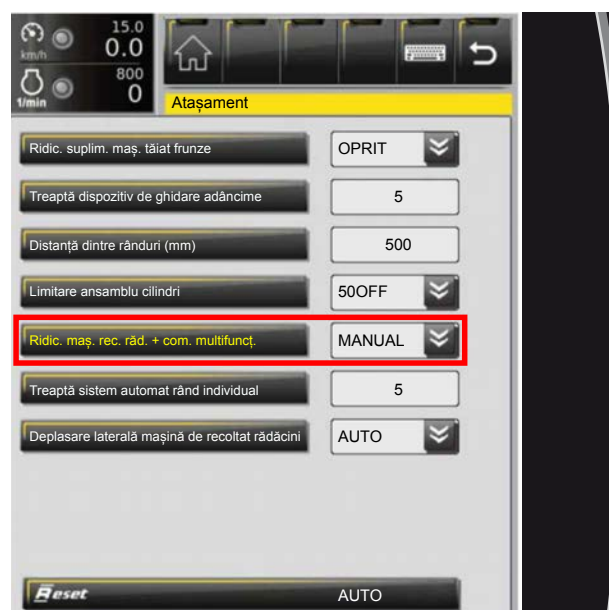 15.0
km/h 0.0
800
1/min 0
Atașament
Ridic. suplim. maș. tăiat frunze OPRIT
Treaptă dispozitiv de ghidare adâncime 5
Distanță dintre rânduri (mm) 500
Limitare ansamblu cilindri 50OFF
Ridic. maș. rec. răd. + com. multifuncț. MANUAL
Treaptă sistem automat rând individual 5
Deplasare laterală mașină de recoltat rădăcini AUTO
Reset AUTO